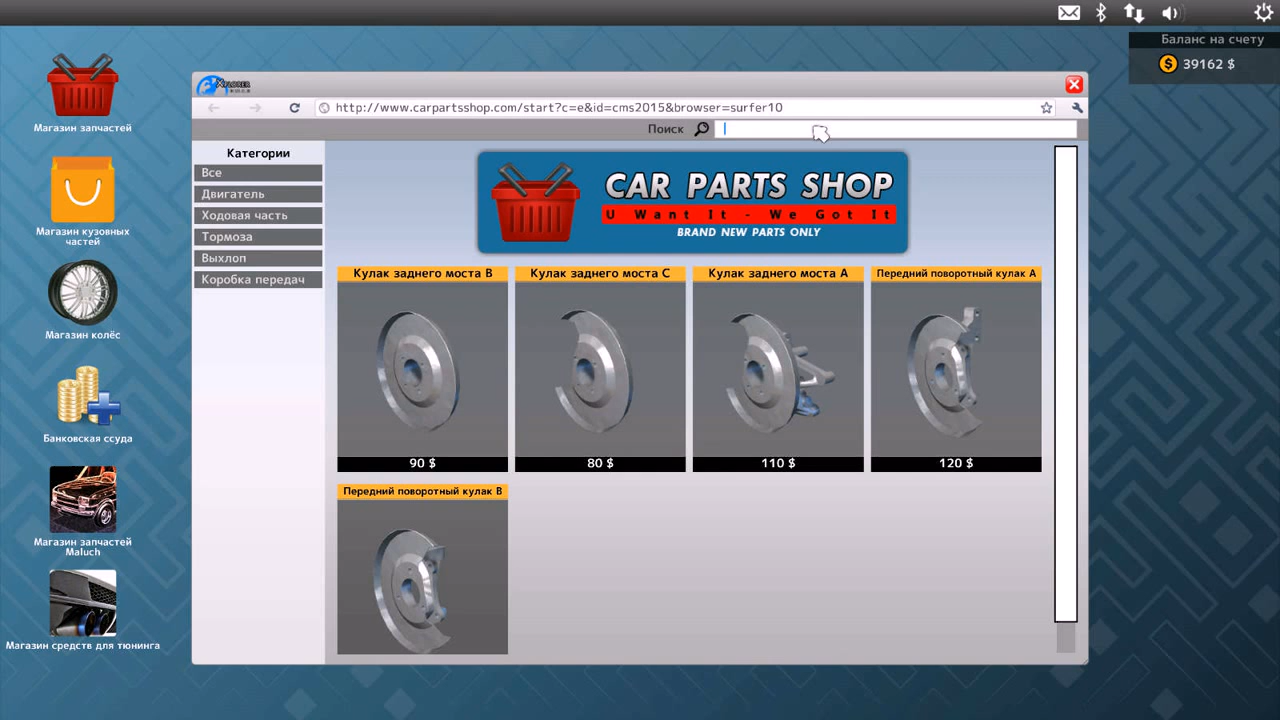 Баланс на счету
39162 $
Магазин запчастей
Магазин кузовных
частей
Магазин колёс
Банковская ссуда
Магазин запчастей
Maluch
Магазин средств для тюнинга
XPLORER
http://www.carpartsshop.com/start?c=e&id=cms2015&browser=surfer10
Поиск
Категории
Все
Двигатель
Ходовая часть
Тормоза
Выхлоп
Коробка передач
CAR PARTS SHOP
U Want It - We Got It
BRAND NEW PARTS ONLY
Кулак заднего моста B
90 $
Кулак заднего моста C
80 $
Кулак заднего моста A
110 $
Передний поворотный кулак A
120 $
Передний поворотный кулак B